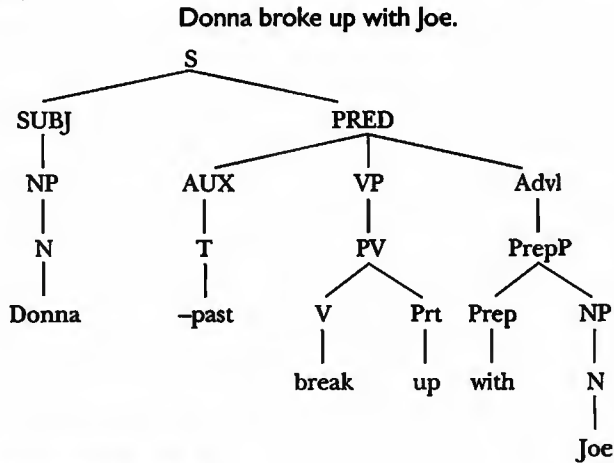 Donna broke up with Joe.
S
SUBJ PRED
NP AUX VP Advl
N T PV PrepP
Donna –past V Prt Prep NP
break up with N
Joe